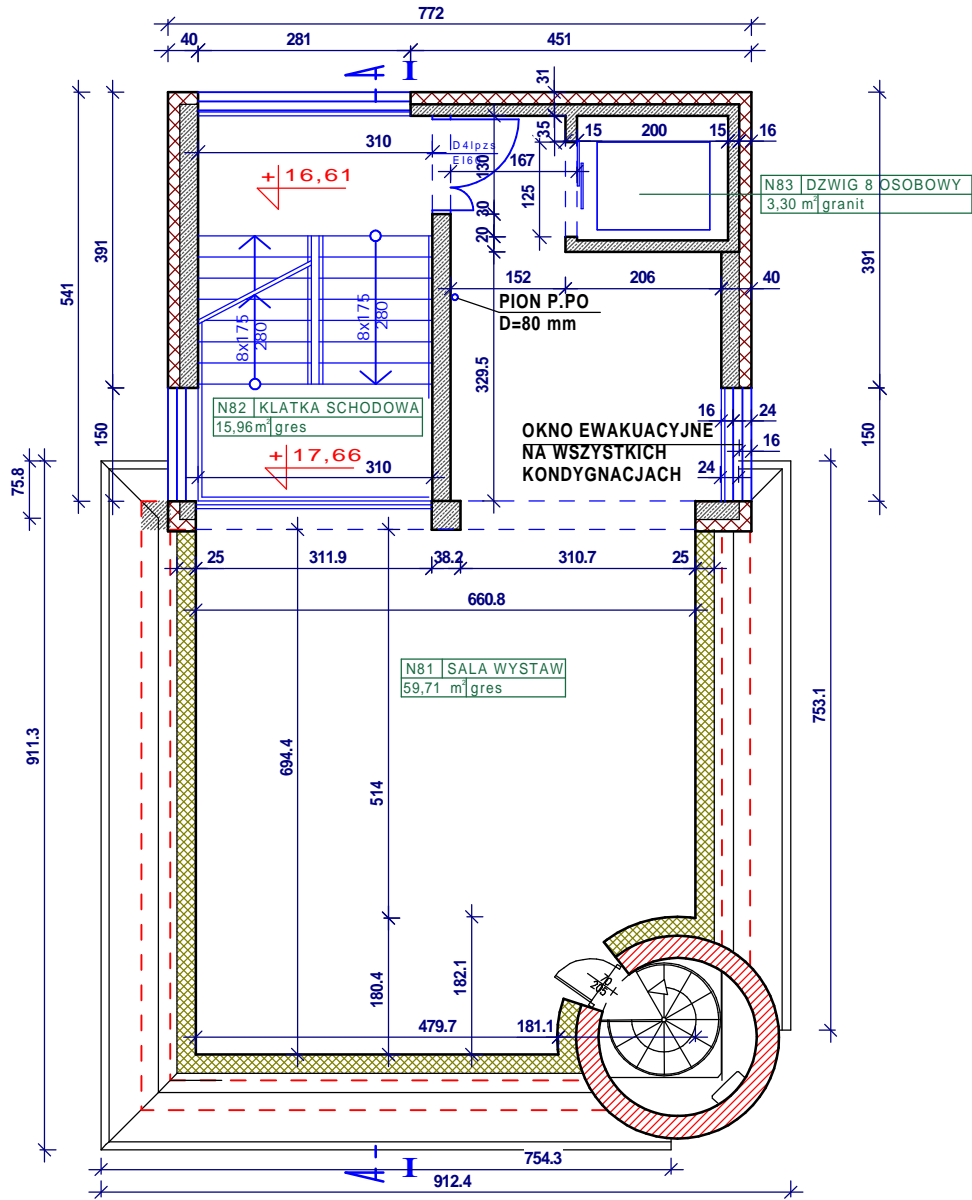 772
40 281 451
A I
31
35
15 200 15 16
310
D4lpzs
EI60
130
167
+16,61
125
N83 DZWIG 8 OSOBOWY
3,30 m² granit
30
20
391
541
391
152 206 40
PION P.PO
D=80 mm
8x175
280
8x175
280
329.5
N82 KLATKA SCHODOWA
15,96m² gres
16 24
OKNO EWAKUACYJNE
NA WSZYSTKICH
KONDYGNACJACH
16
24
150
150
+17,66
310
75.8
25 311.9 38.2 310.7 25
660.8
N81 SALA WYSTAW
59,71 m² gres
753.1
911.3
694.4
514
180.4
182.1
70
205
479.7 181.1
A I
754.3
912.4